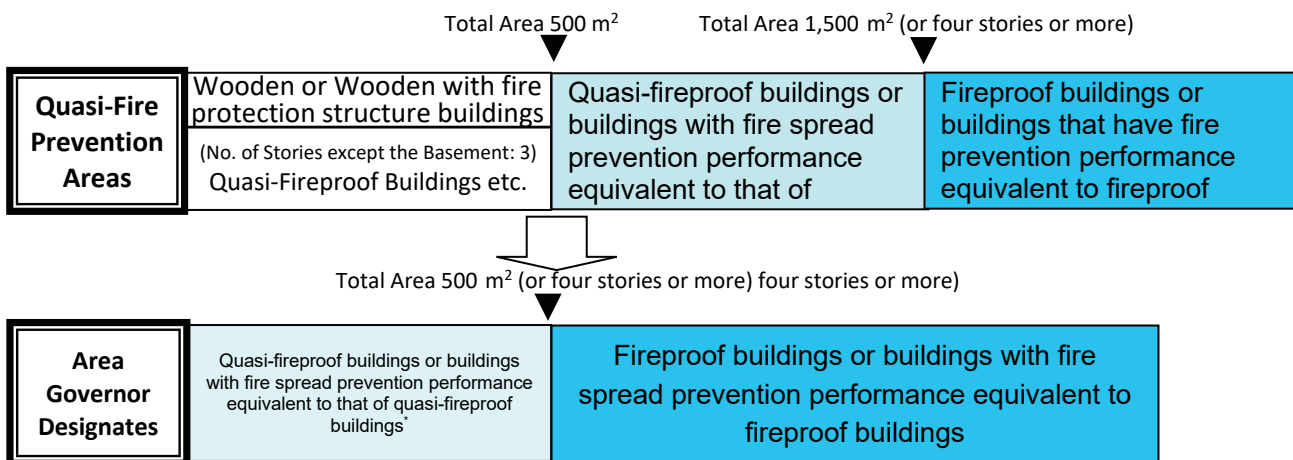 Total Area 500 m²
Total Area 1,500 m² (or four stories or more)
Quasi-Fire
Prevention
Areas
Wooden or Wooden with fire
protection structure buildings
(No. of Stories except the Basement: 3)
Quasi-Fireproof Buildings etc.
Quasi-fireproof buildings or
buildings with fire spread
prevention performance
equivalent to that of
Fireproof buildings or
buildings that have fire
prevention performance
equivalent to fireproof
Total Area 500 m² (or four stories or more) four stories or more)
Area
Governor
Designates
Quasi-fireproof buildings or buildings
with fire spread prevention performance
equivalent to that of quasi-fireproof
buildings*
Fireproof buildings or buildings with fire
spread prevention performance equivalent to
fireproof buildings